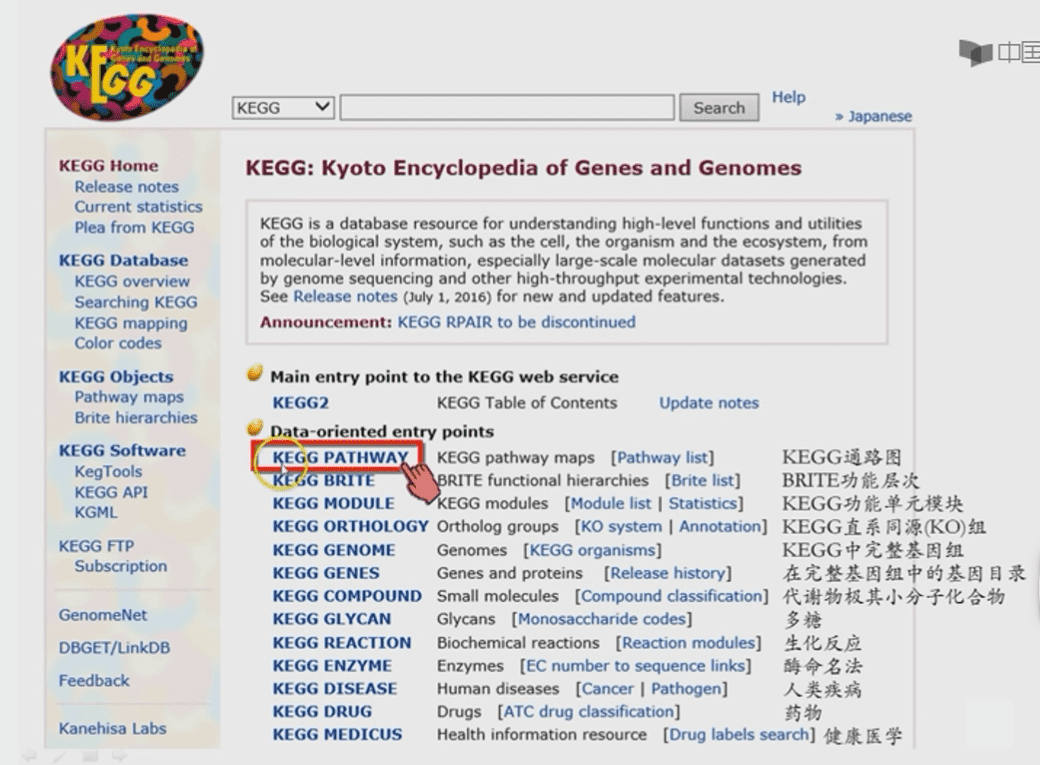 KEGG
Kyoto Encyclopedia of
Genes and Genomes
中国
KEGG
Search
Help
» Japanese
KEGG Home
Release notes
Current statistics
Plea from KEGG
KEGG Database
KEGG overview
Searching KEGG
KEGG mapping
Color codes
KEGG Objects
Pathway maps
Brite hierarchies
KEGG Software
KegTools
KEGG API
KGML
KEGG FTP
Subscription
GenomeNet
DBGET/LinkDB
Feedback
Kanehisa Labs
KEGG: Kyoto Encyclopedia of Genes and Genomes
KEGG is a database resource for understanding high-level functions and utilities
of the biological system, such as the cell, the organism and the ecosystem, from
molecular-level information, especially large-scale molecular datasets generated
by genome sequencing and other high-throughput experimental technologies.
See Release notes (July 1, 2016) for new and updated features.
Announcement: KEGG RPAIR to be discontinued
Main entry point to the KEGG web service
KEGG2 KEGG Table of Contents Update notes
Data-oriented entry points
KEGG PATHWAY KEGG pathway maps [Pathway list] KEGG通路图
KEGG BRITE BRITE functional hierarchies [Brite list] BRITE功能层次
KEGG MODULE KEGG modules [Module list | Statistics] KEGG功能单元模块
KEGG ORTHOLOGY Ortholog groups [KO system | Annotation] KEGG直系同源(KO)组
KEGG GENOME Genomes [KEGG organisms] KEGG中完整基因组
KEGG GENES Genes and proteins [Release history] 在完整基因组中的基因目录
KEGG COMPOUND Small molecules [Compound classification] 代谢物极其小分子化合物
KEGG GLYCAN Glycans [Monosaccharide codes] 多糖
KEGG REACTION Biochemical reactions [Reaction modules] 生化反应
KEGG ENZYME Enzymes [EC number to sequence links] 酶命名法
KEGG DISEASE Human diseases [Cancer | Pathogen] 人类疾病
KEGG DRUG Drugs [ATC drug classification] 药物
KEGG MEDICUS Health information resource [Drug labels search] 健康医学